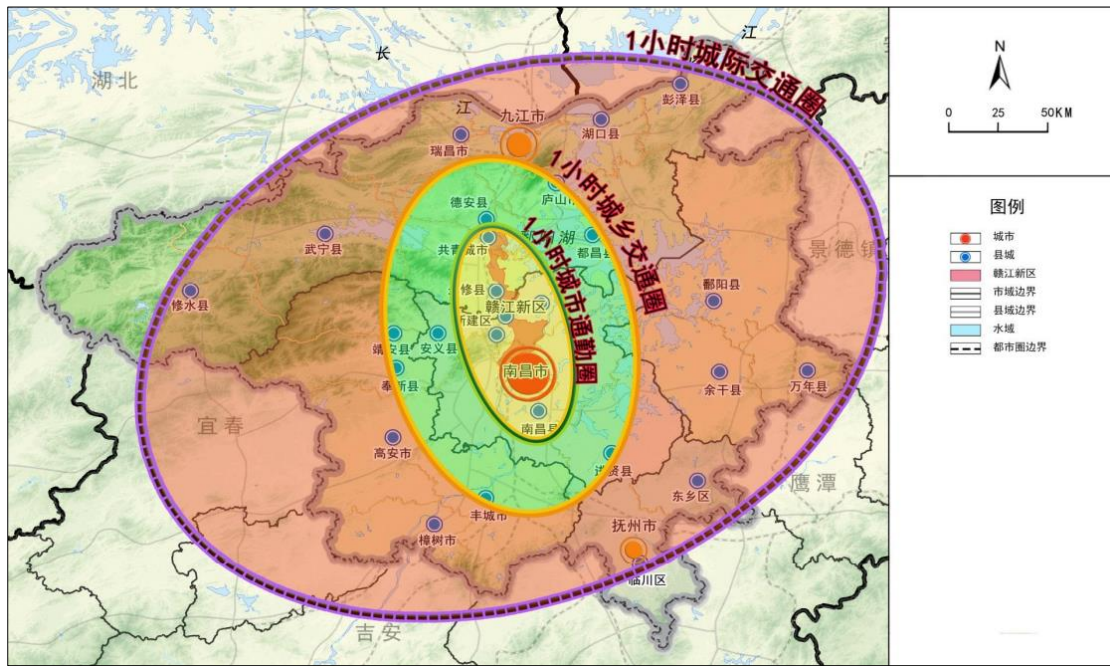 1小时城际交通圈
长
江
湖北
江
九江市
彭泽县
湖口县
瑞昌市
1小时城乡交通圈
庐山市
德安县
湖
1小时城市通勤圈
武宁县
共青城市
都昌县
景德镇
修水县
修县
赣江新区
鄱阳县
新建区
靖安县
安义县
南昌市
奉新县
余干县
万年县
宜春
南昌县
高安市
进贤县
鹰潭
东乡区
丰城市
樟树市
抚州市
临川区
吉安
N
0 25 50KM
图例
城市
县城
赣江新区
市域边界
县域边界
水域
都市圈边界